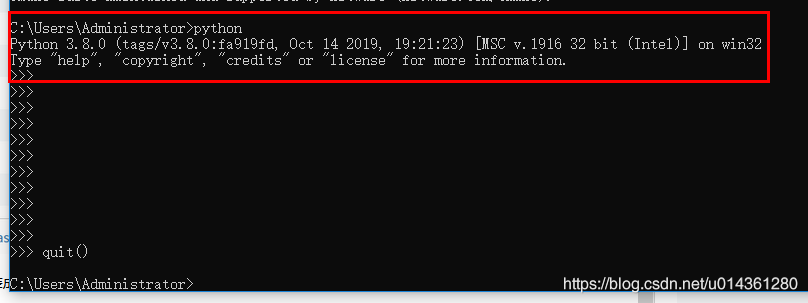 C:\Users\Administrator>python
Python 3.8.0 (tags/v3.8.0:fa919fd, Oct 14 2019, 19:21:23) [MSC v.1916 32 bit (Intel)] on win32
Type "help", "copyright", "credits" or "license" for more information.
>>>
>>>
>>>
>>>
>>>
>>>
>>>
>>>
>>>
>>>
>>>
>>> quit()
C:\Users\Administrator>
https://blog.csdn.net/u014361280